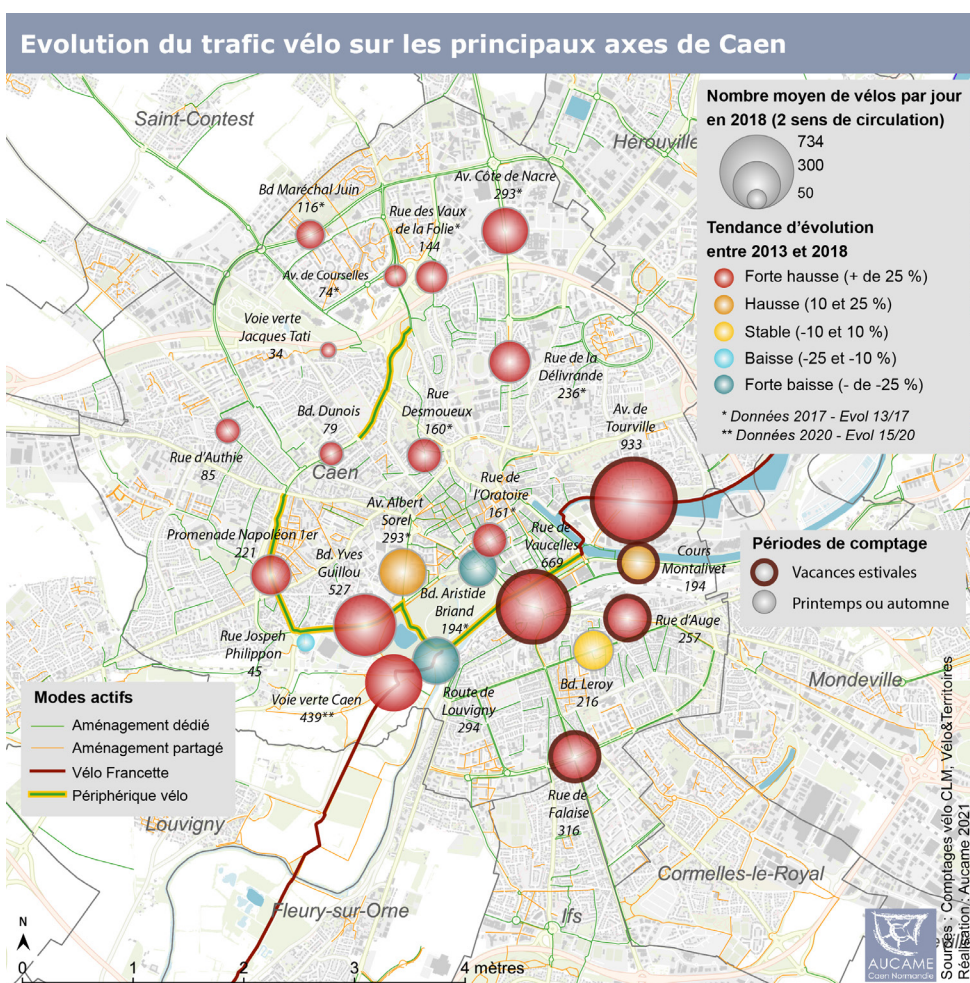 Evolution du trafic vélo sur les principaux axes de Caen
Saint-Contest
Hérouville
Nombre moyen de vélos par jour
en 2018 (2 sens de circulation)
734
300
50
Tendance d'évolution
entre 2013 et 2018
Forte hausse (+ de 25 %)
Hausse (10 et 25 %)
Stable (-10 et 10 %)
Baisse (-25 et -10 %)
Forte baisse (- de -25 %)
* Données 2017 - Evol 13/17
** Données 2020 - Evol 15/20
Av. Côte de Nacre
293*
Bd Maréchal Juin
116*
Rue des Vaux
de la Folie*
144
Av. de Courselles
74*
Voie verte
Jacques Tati
34
Rue de la
Délivrande
236*
Rue
Desmoueux
160*
Bd. Dunois
79
Av. de
Tourville
933
Rue d'Authie
85
Caen
Rue de
l'Oratoire
161*
Av. Albert
Sorel
293*
Promenade Napoléon 1er
221
Bd. Yves
Guillou
527
Rue de
Vaucelles
669
Cours
Montalivet
194
Périodes de comptage
Vacances estivales
Printemps ou automne
Bd. Aristide
Briand
194*
Rue Jospeh
Philippon
45
Rue d'Auge
257
Bd. Leroy
216
Mondeville
Voie verte Caen
439**
Route de
Louvigny
294
Modes actifs
Aménagement dédié
Aménagement partagé
Vélo Francette
Périphérique vélo
Rue de
Falaise
316
Louvigny
Cormelles-le-Royal
Fleury-sur-Orne
Ifs
N
0 1 2 3 4 mètres
AUCAME
Caen Normandie
Sources : Comptages vélo CLM, Vélo&Territoires
Réalisation : Aucame 2021